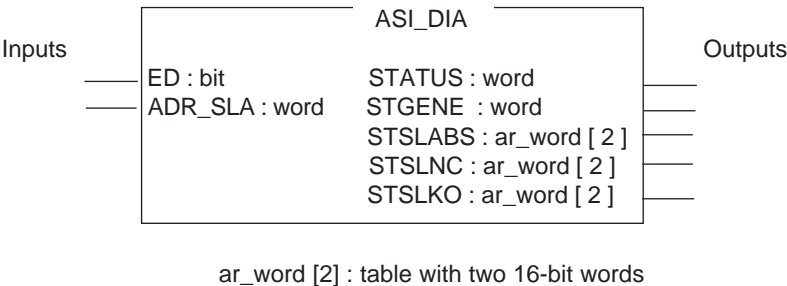 ASI_DIA
Inputs
Outputs
ED : bit
STATUS : word
ADR_SLA : word
STGENE : word
STSLABS : ar_word [ 2 ]
STSLNC : ar_word [ 2 ]
STSLKO : ar_word [ 2 ]
ar_word [2] : table with two 16-bit words